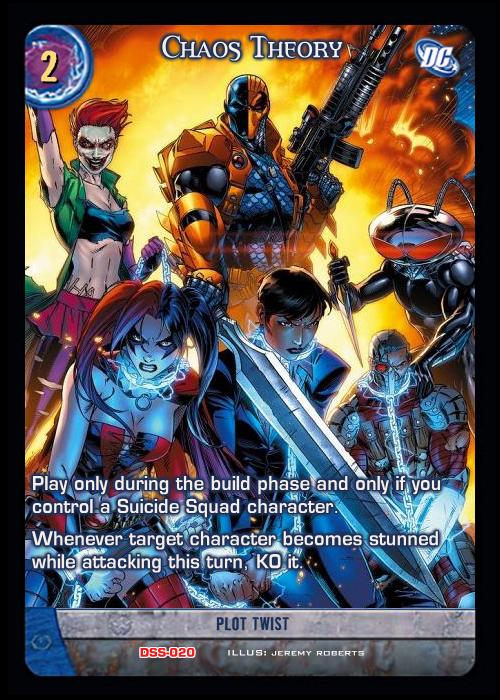 2
Chaos Theory
DC
Play only during the build phase and only if you
control a Suicide Squad character.
Whenever target character becomes stunned
while attacking this turn, KO it.
PLOT TWIST
DSS-020 ILLUS: JEREMY ROBERTS